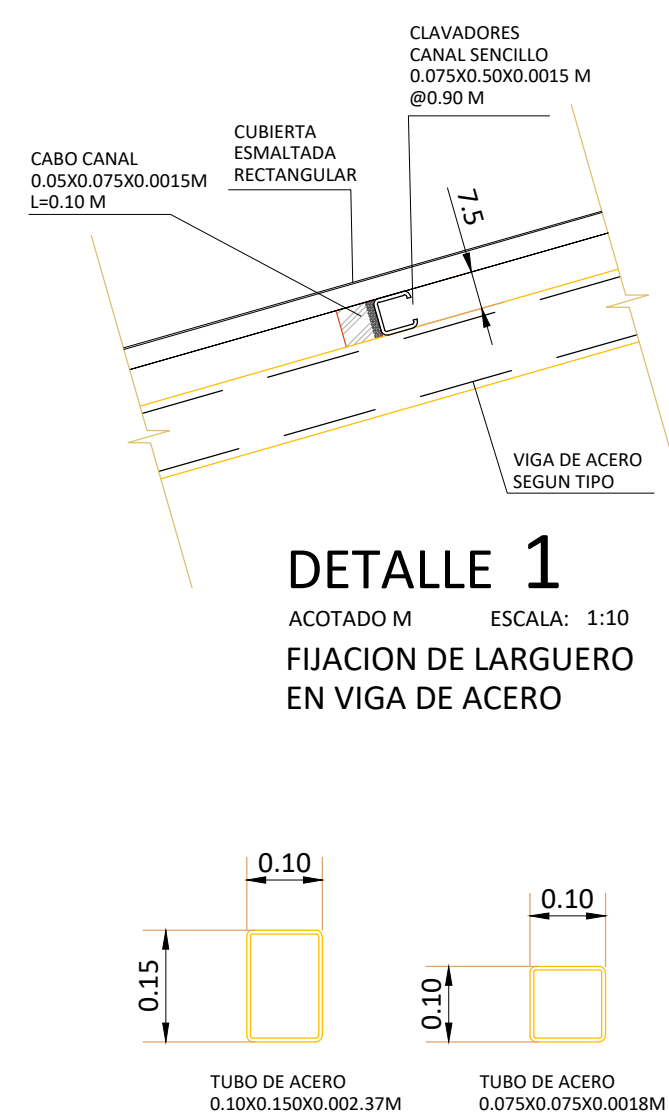 CLAVADORES
CANAL SENCILLO
0.075X0.50X0.0015 M
@0.90 M
CUBIERTA
ESMALTADA
RECTANGULAR
CABO CANAL
0.05X0.075X0.0015M
L=0.10 M
7.5
VIGA DE ACERO
SEGUN TIPO
DETALLE 1
ACOTADO M ESCALA: 1:10
FIJACION DE LARGUERO
EN VIGA DE ACERO
0.10
0.15
TUBO DE ACERO
0.10X0.150X0.002.37M
0.10
0.10
TUBO DE ACERO
0.075X0.075X0.0018M